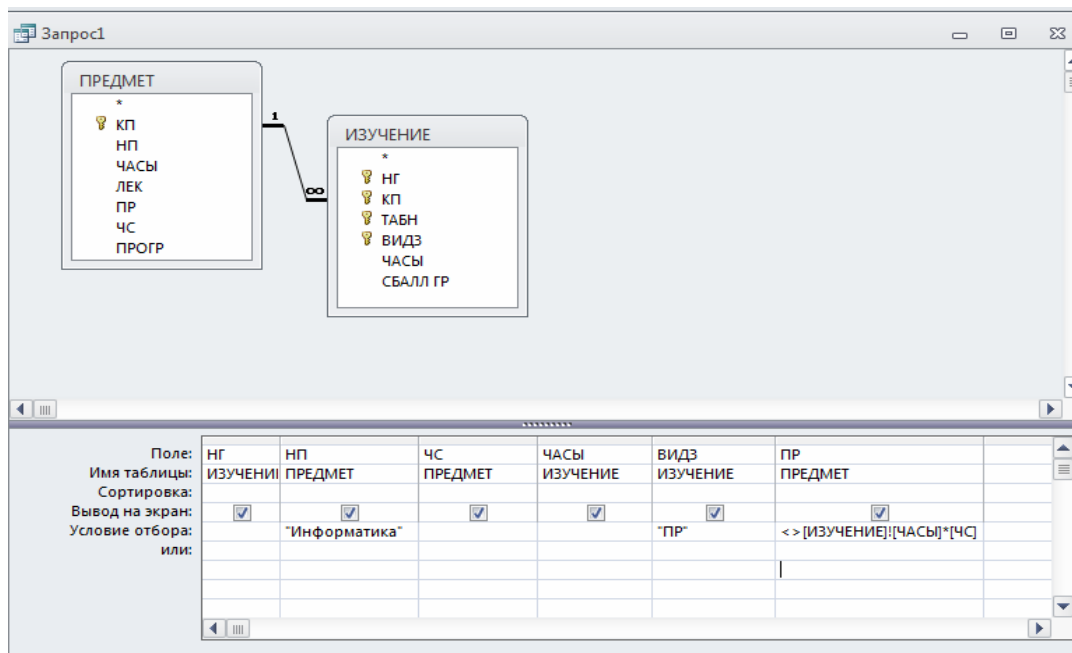 Запрос1
ПРЕДМЕТ
*
КП
НП
ЧАСЫ
ЛЕК
ПР
ЧС
ПРОГР
1
∞
ИЗУЧЕНИЕ
*
НГ
КП
ТАБН
ВИДЗ
ЧАСЫ
СБАЛЛ ГР
Поле: НГ НП ЧС ЧАСЫ ВИДЗ ПР
Имя таблицы: ИЗУЧЕНИІ ПРЕДМЕТ ПРЕДМЕТ ИЗУЧЕНИЕ ИЗУЧЕНИЕ ПРЕДМЕТ
Сортировка:
Вывод на экран:
Условие отбора: "Информатика" "ПР" <>[ИЗУЧЕНИЕ]![ЧАСЫ]*[ЧС]
или: